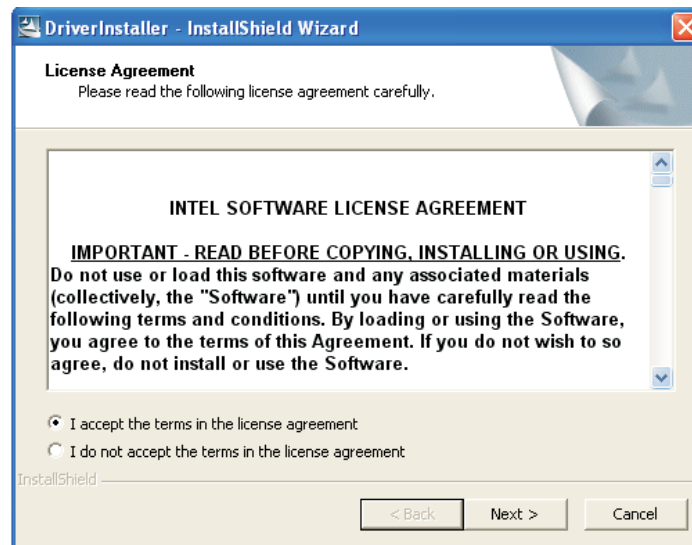 DriverInstaller - InstallShield Wizard
License Agreement
Please read the following license agreement carefully.
INTEL SOFTWARE LICENSE AGREEMENT
IMPORTANT - READ BEFORE COPYING, INSTALLING OR USING.
Do not use or load this software and any associated materials
(collectively, the "Software") until you have carefully read the
following terms and conditions. By loading or using the Software,
you agree to the terms of this Agreement. If you do not wish to so
agree, do not install or use the Software.
I accept the terms in the license agreement
I do not accept the terms in the license agreement
InstallShield
< Back Next > Cancel